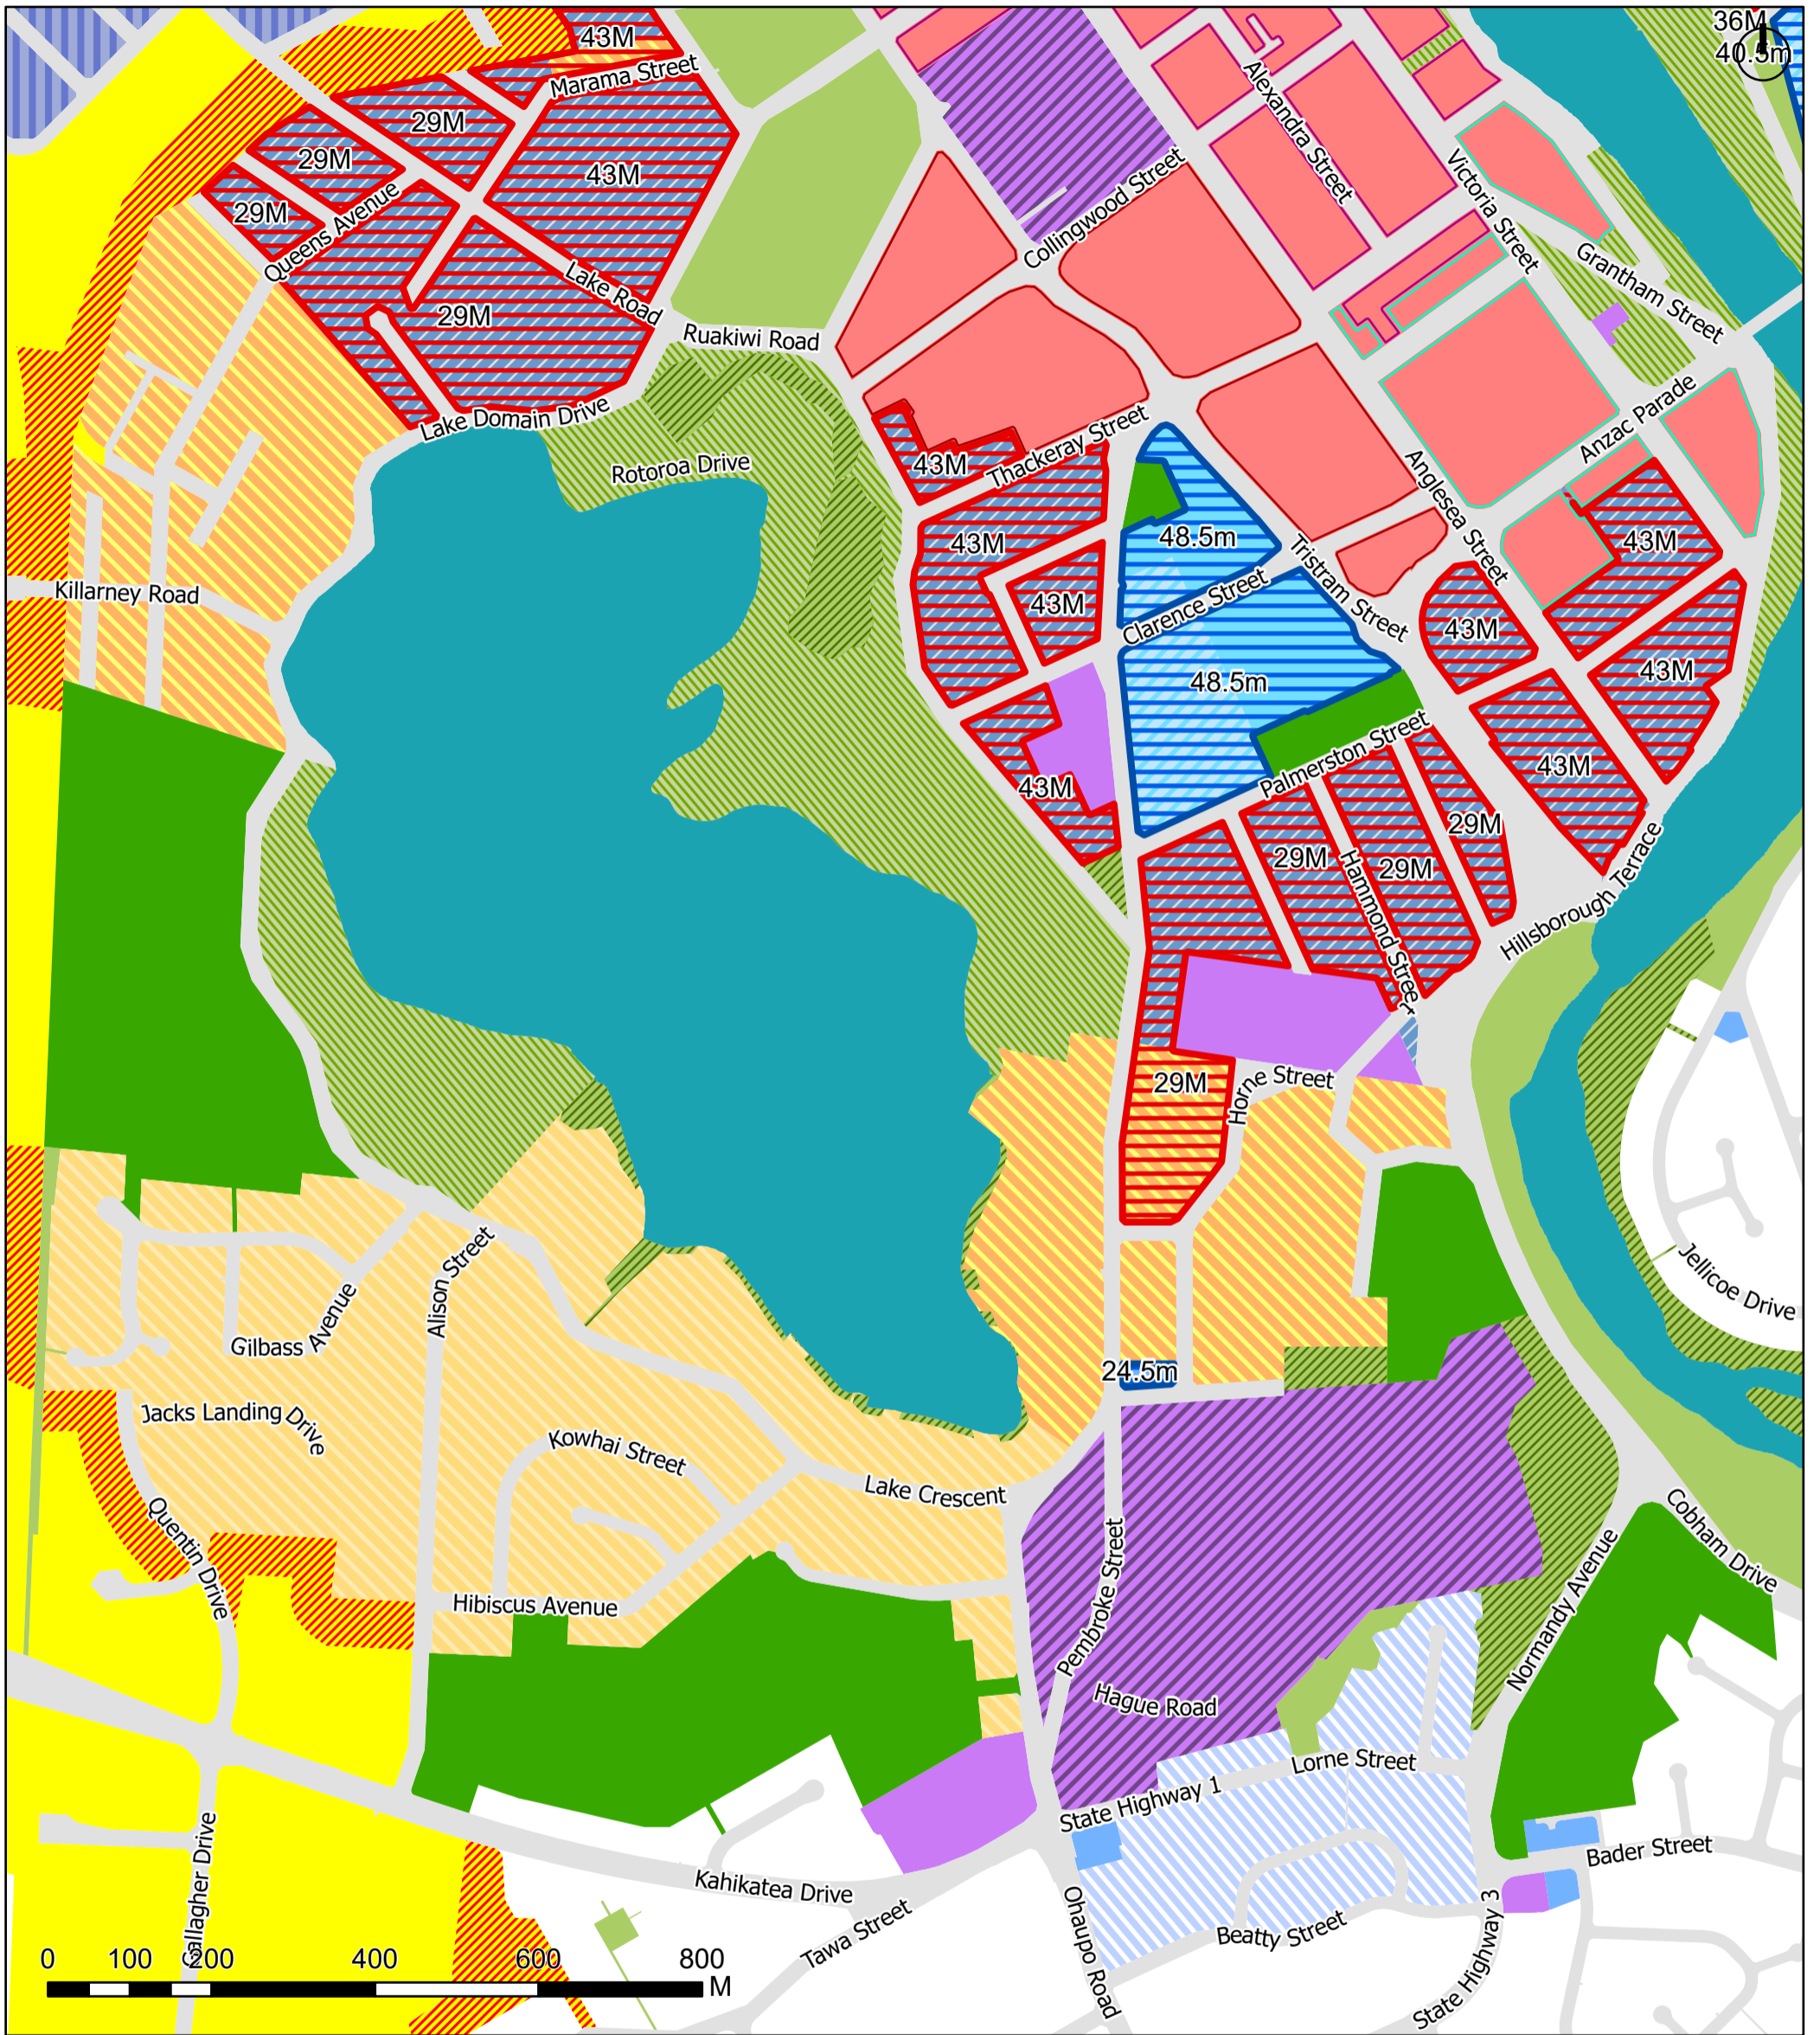 36M
40.5m
43M
Marama Street
29M
43M
29M
29M
Queens Avenue
Lake Road
29M
Alexandra Street
Victoria Street
Collingwood Street
Grantham Street
Ruakiwi Road
Anzac Parade
Lake Domain Drive
Rotoroa Drive
43M
Thackeray Street
Anglesea Street
43M
48.5m
43M
Killarney Road
43M
Clarence Street
Tristram Street
43M
43M
48.5m
Palmerston Street
43M
43M
29M
29M
29M
Hammond Street
Hillsborough Terrace
29M
Horne Street
Jellicoe Drive
Alison Street
Gilbass Avenue
24.5m
Jacks Landing Drive
Kowhai Street
Lake Crescent
Quentin Drive
Pembroke Street
Normandy Avenue
Cobham Drive
Hibiscus Avenue
Hague Road
Lorne Street
State Highway 1
Gallagher Drive
Bader Street
Kahikatea Drive
Tawa Street
Ohaupo Road
Beatty Street
State Highway 3
0 100 200 400 600 800
M